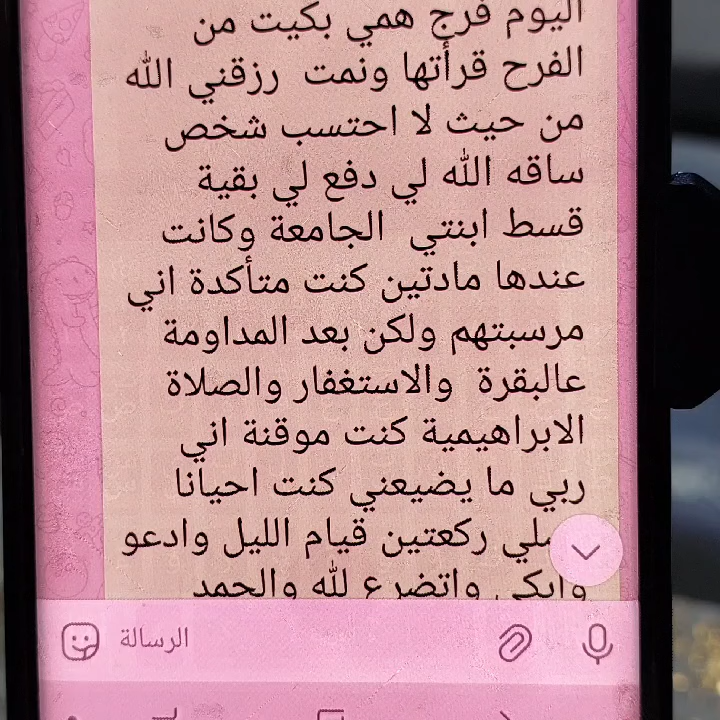 اليوم فرج همي بكيت من
الفرح قرأتها ونمت رزقني الله
من حيث لا احتسب شخص
ساقه الله لي دفع لي بقية
قسط ابنتي الجامعة وكانت
عندها مادتين كنت متأكدة اني
مرسبتهم ولكن بعد المداومة
عالبقرة والاستغفار والصلاة
الابراهيمية كنت موقنة اني
ربي ما يضيعني كنت احيانا
ركعتين قيام الليل وادعو
وابكي واتضرع لله والحمد
الرسالة